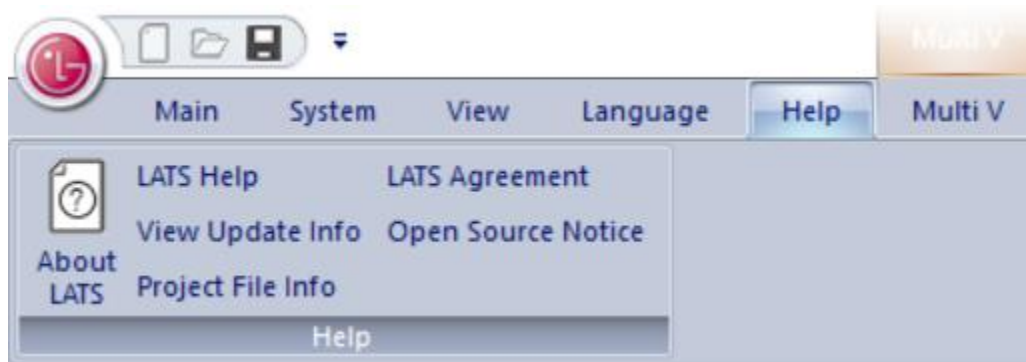 Multi V
Main System View Language Help Multi V
LATS Help LATS Agreement
View Update Info Open Source Notice
About
LATS
Project File Info
Help